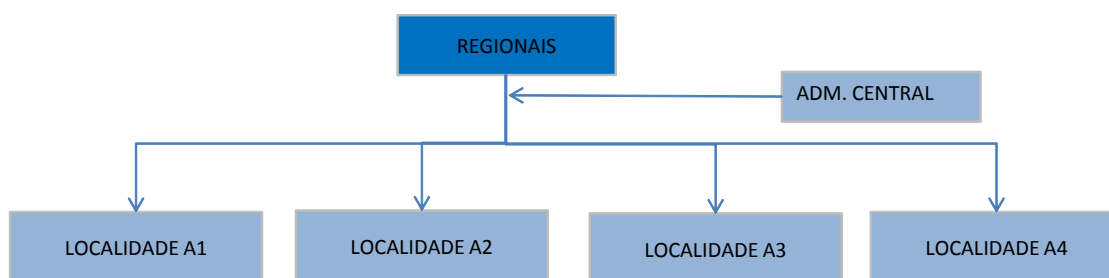 REGIONAIS
ADM. CENTRAL
LOCALIDADE A1
LOCALIDADE A2
LOCALIDADE A3
LOCALIDADE A4